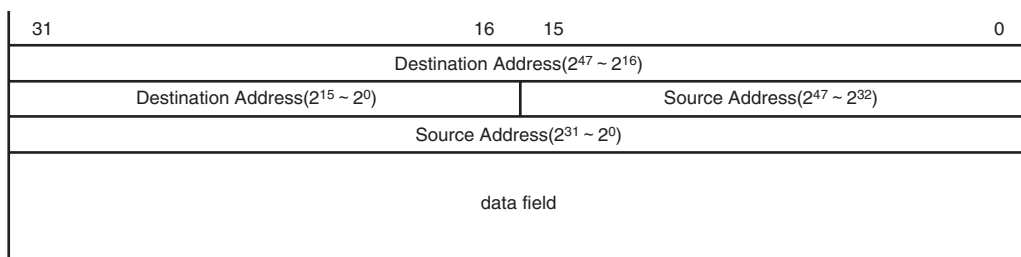 31 16 15 0
Destination Address(2⁴⁷ ~ 2¹⁶)
Destination Address(2¹⁵ ~ 2⁰) Source Address(2⁴⁷ ~ 2³²)
Source Address(2³¹ ~ 2⁰)
data field